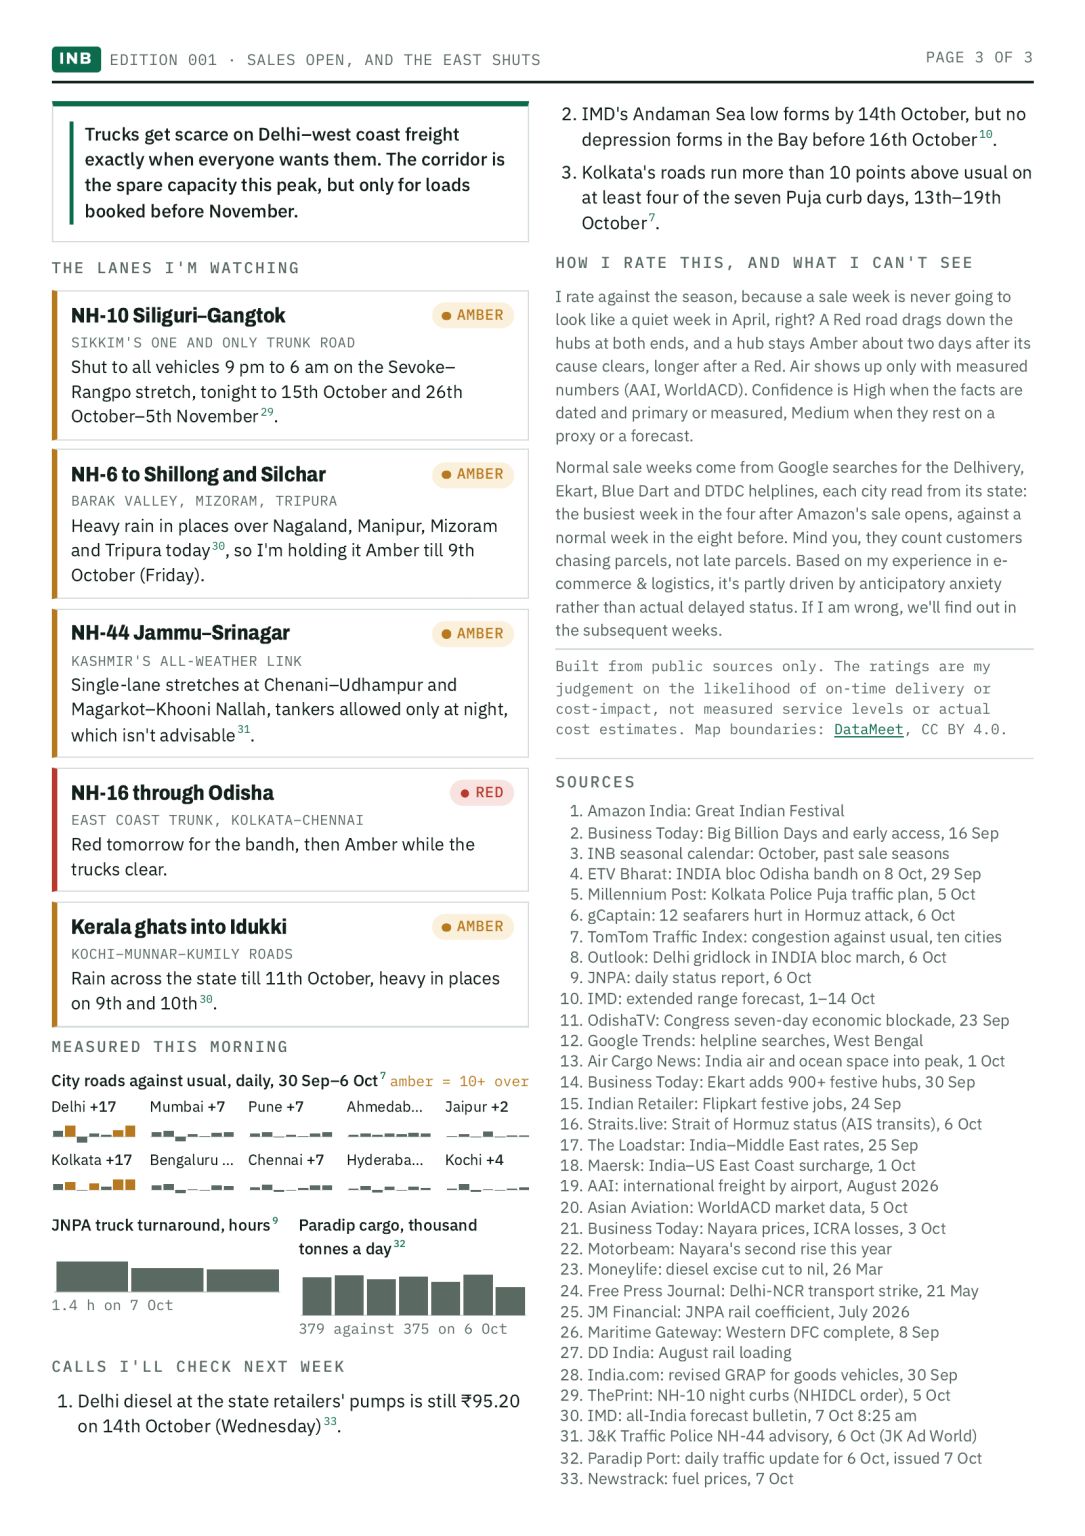 INB EDITION 001 · SALES OPEN, AND THE EAST SHUTS
PAGE 3 OF 3
Trucks get scarce on Delhi–west coast freight
exactly when everyone wants them. The corridor is
the spare capacity this peak, but only for loads
booked before November.
THE LANES I'M WATCHING
NH-10 Siliguri–Gangtok
AMBER
SIKKIM'S ONE AND ONLY TRUNK ROAD
Shut to all vehicles 9 pm to 6 am on the Sevoke–
Rangpo stretch, tonight to 15th October and 26th
October–5th November29.
NH-6 to Shillong and Silchar
AMBER
BARAK VALLEY, MIZORAM, TRIPURA
Heavy rain in places over Nagaland, Manipur, Mizoram
and Tripura today30, so I'm holding it Amber till 9th
October (Friday).
NH-44 Jammu–Srinagar
AMBER
KASHMIR'S ALL-WEATHER LINK
Single-lane stretches at Chenani–Udhampur and
Magarkot–Khooni Nallah, tankers allowed only at night,
which isn't advisable31.
NH-16 through Odisha
RED
EAST COAST TRUNK, KOLKATA–CHENNAI
Red tomorrow for the bandh, then Amber while the
trucks clear.
Kerala ghats into Idukki
AMBER
KOCHI–MUNNAR–KUMILY ROADS
Rain across the state till 11th October, heavy in places
on 9th and 10th30.
MEASURED THIS MORNING
City roads against usual, daily, 30 Sep–6 Oct7 amber = 10+ over
Delhi +17 Mumbai +7 Pune +7 Ahmedab... Jaipur +2
Kolkata +17 Bengaluru ... Chennai +7 Hyderaba... Kochi +4
JNPA truck turnaround, hours9
1.4 h on 7 Oct
Paradip cargo, thousand
tonnes a day32
379 against 375 on 6 Oct
CALLS I'LL CHECK NEXT WEEK
1. Delhi diesel at the state retailers' pumps is still ₹95.20
on 14th October (Wednesday)33.
2. IMD's Andaman Sea low forms by 14th October, but no
depression forms in the Bay before 16th October10.
3. Kolkata's roads run more than 10 points above usual on
at least four of the seven Puja curb days, 13th–19th
October7.
HOW I RATE THIS, AND WHAT I CAN'T SEE
I rate against the season, because a sale week is never going to
look like a quiet week in April, right? A Red road drags down the
hubs at both ends, and a hub stays Amber about two days after its
cause clears, longer after a Red. Air shows up only with measured
numbers (AAI, WorldACD). Confidence is High when the facts are
dated and primary or measured, Medium when they rest on a
proxy or a forecast.
Normal sale weeks come from Google searches for the Delhivery,
Ekart, Blue Dart and DTDC helplines, each city read from its state:
the busiest week in the four after Amazon's sale opens, against a
normal week in the eight before. Mind you, they count customers
chasing parcels, not late parcels. Based on my experience in e-
commerce & logistics, it's partly driven by anticipatory anxiety
rather than actual delayed status. If I am wrong, we'll find out in
the subsequent weeks.
Built from public sources only. The ratings are my
judgement on the likelihood of on-time delivery or
cost-impact, not measured service levels or actual
cost estimates. Map boundaries: DataMeet, CC BY 4.0.
SOURCES
1. Amazon India: Great Indian Festival
2. Business Today: Big Billion Days and early access, 16 Sep
3. INB seasonal calendar: October, past sale seasons
4. ETV Bharat: INDIA bloc Odisha bandh on 8 Oct, 29 Sep
5. Millennium Post: Kolkata Police Puja traffic plan, 5 Oct
6. gCaptain: 12 seafarers hurt in Hormuz attack, 6 Oct
7. TomTom Traffic Index: congestion against usual, ten cities
8. Outlook: Delhi gridlock in INDIA bloc march, 6 Oct
9. JNPA: daily status report, 6 Oct
10. IMD: extended range forecast, 1–14 Oct
11. OdishaTV: Congress seven-day economic blockade, 23 Sep
12. Google Trends: helpline searches, West Bengal
13. Air Cargo News: India air and ocean space into peak, 1 Oct
14. Business Today: Ekart adds 900+ festive hubs, 30 Sep
15. Indian Retailer: Flipkart festive jobs, 24 Sep
16. Straits.live: Strait of Hormuz status (AIS transits), 6 Oct
17. The Loadstar: India–Middle East rates, 25 Sep
18. Maersk: India–US East Coast surcharge, 1 Oct
19. AAI: international freight by airport, August 2026
20. Asian Aviation: WorldACD market data, 5 Oct
21. Business Today: Nayara prices, ICRA losses, 3 Oct
22. Motorbeam: Nayara's second rise this year
23. Moneylife: diesel excise cut to nil, 26 Mar
24. Free Press Journal: Delhi-NCR transport strike, 21 May
25. JM Financial: JNPA rail coefficient, July 2026
26. Maritime Gateway: Western DFC complete, 8 Sep
27. DD India: August rail loading
28. India.com: revised GRAP for goods vehicles, 30 Sep
29. ThePrint: NH-10 night curbs (NHIDCL order), 5 Oct
30. IMD: all-India forecast bulletin, 7 Oct 8:25 am
31. J&K Traffic Police NH-44 advisory, 6 Oct (JK Ad World)
32. Paradip Port: daily traffic update for 6 Oct, issued 7 Oct
33. Newstrack: fuel prices, 7 Oct